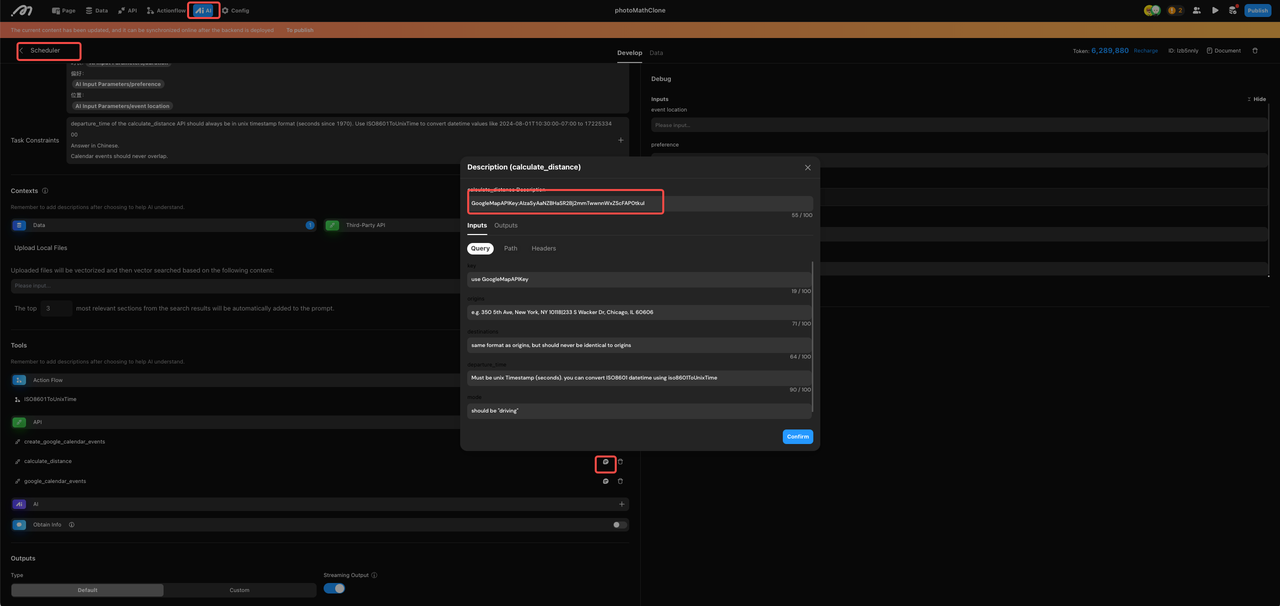 Page
Data
API
Actionflow
Ai AI
Config
photoMathClone
2
Publish
The current content has been updated, and it can be synchronized online after the backend is deployed
To publish
Scheduler
Develop
Data
Token: 6,289,880
Recharge
Document
偏好:
AI Input Parameters/preference
位置:
AI Input Parameters/event location
Task Constraints
departure_time of the calculate_distance API should always be in unix timestamp format (seconds since 1970). Use ISO8601ToUnixTime to convert datetime values like 2024-08-01T10:30:00-07:00 to 17225334
00
Answer in Chinese.
Calendar events should never overlap.
Contexts
Remember to add descriptions after choosing to help AI understand.
Data
1
Third-Party API
Upload Local Files
Uploaded files will be vectorized and then vector searched based on the following content:
Please input...
The top
3
most relevant sections from the search results will be automatically added to the prompt.
Tools
Remember to add descriptions after choosing to help AI understand.
Action Flow
ISO8601ToUnixTime
API
create_google_calendar_events
calculate_distance
google_calendar_events
Ai
AI
Obtain Info
Outputs
Type
Default
Custom
Streaming Output
Debug
Inputs
Hide
event location
Please input...
preference
Description (calculate_distance)
calculate_distance Description
55 / 100
Inputs
Outputs
Query
Path
Headers
use GoogleMapAPIKey
19 / 100
origins
e.g. 350 5th Ave, New York, NY 10118|233 S Wacker Dr, Chicago, IL 60606
71 / 100
destinations
same format as origins, but should never be identical to origins
64 / 100
departure_time
Must be unix Timestamp (seconds). you can convert ISO8601 datetime using iso8601ToUnixTime
90 / 100
mode
should be "driving"
Confirm